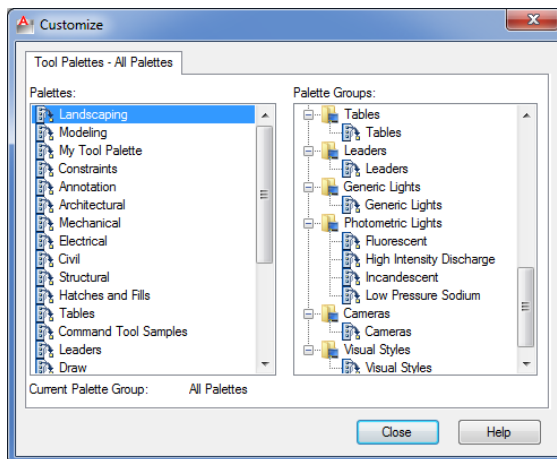 Customize
Tool Palettes - All Palettes
Palettes:
Landscaping
Modeling
My Tool Palette
Constraints
Annotation
Architectural
Mechanical
Electrical
Civil
Structural
Hatches and Fills
Tables
Command Tool Samples
Leaders
Draw
Palette Groups:
Tables
Tables
Leaders
Leaders
Generic Lights
Generic Lights
Photometric Lights
Fluorescent
High Intensity Discharge
Incandescent
Low Pressure Sodium
Cameras
Cameras
Visual Styles
Visual Styles
Current Palette Group: All Palettes
Close
Help